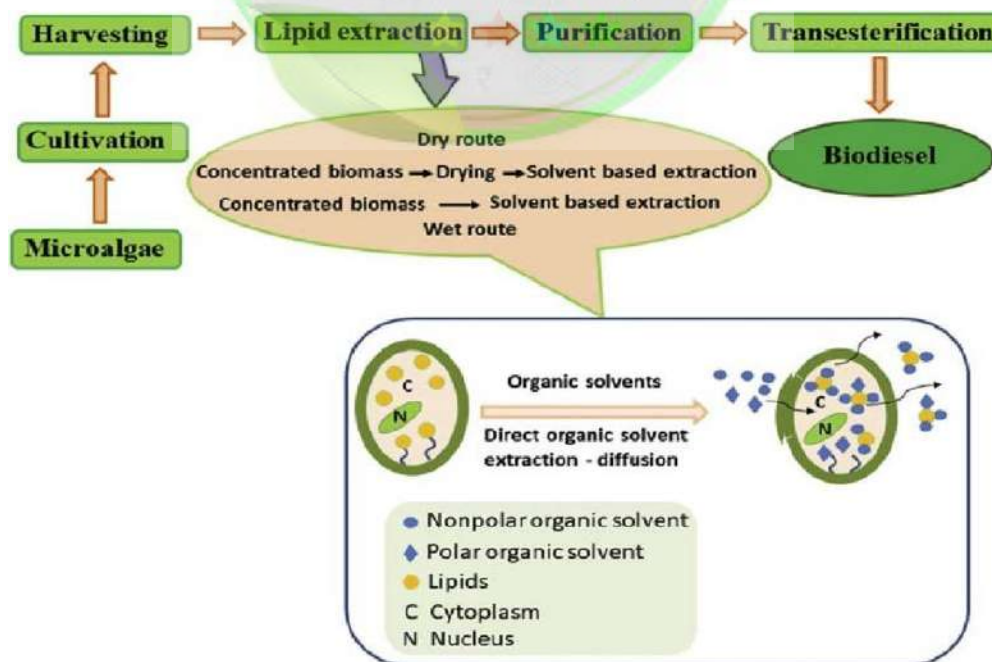 Harvesting
Lipid extraction
Purification
Transesterification
Cultivation
Microalgae
Biodiesel
Dry route
Concentrated biomass Drying Solvent based extraction
Concentrated biomass Solvent based extraction
Wet route
C
N
Organic solvents
Direct organic solvent
extraction - diffusion
C
N
Nonpolar organic solvent
Polar organic solvent
Lipids
C Cytoplasm
N Nucleus